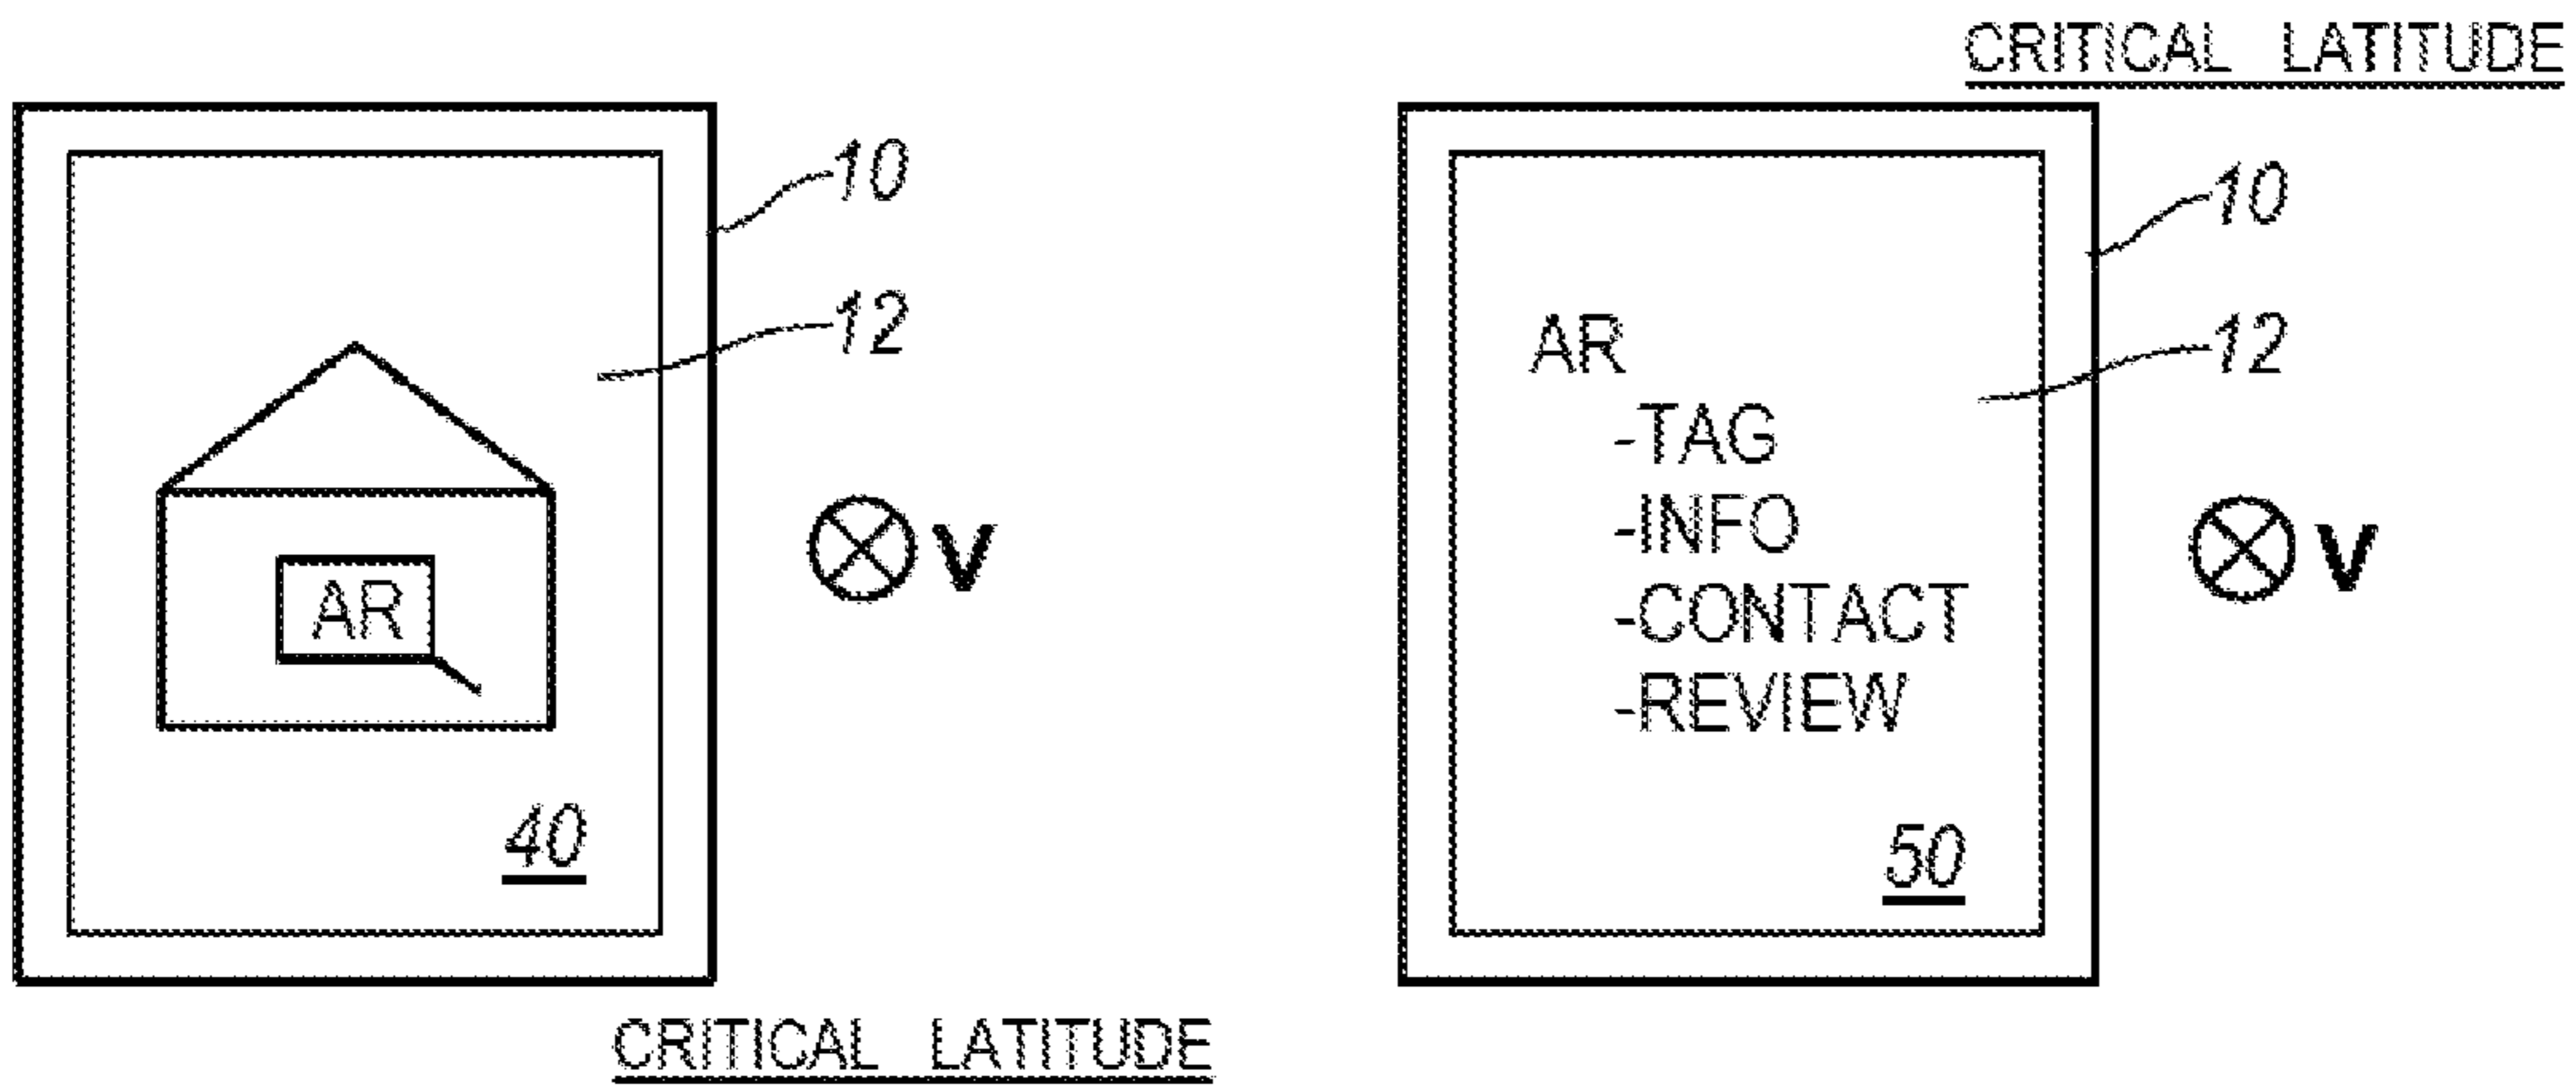 10
12
AR
V
40
CRITICAL LATITUDE
CRITICAL LATITUDE
10
12
AR
-TAG
-INFO
-CONTACT
-REVIEW
V
50